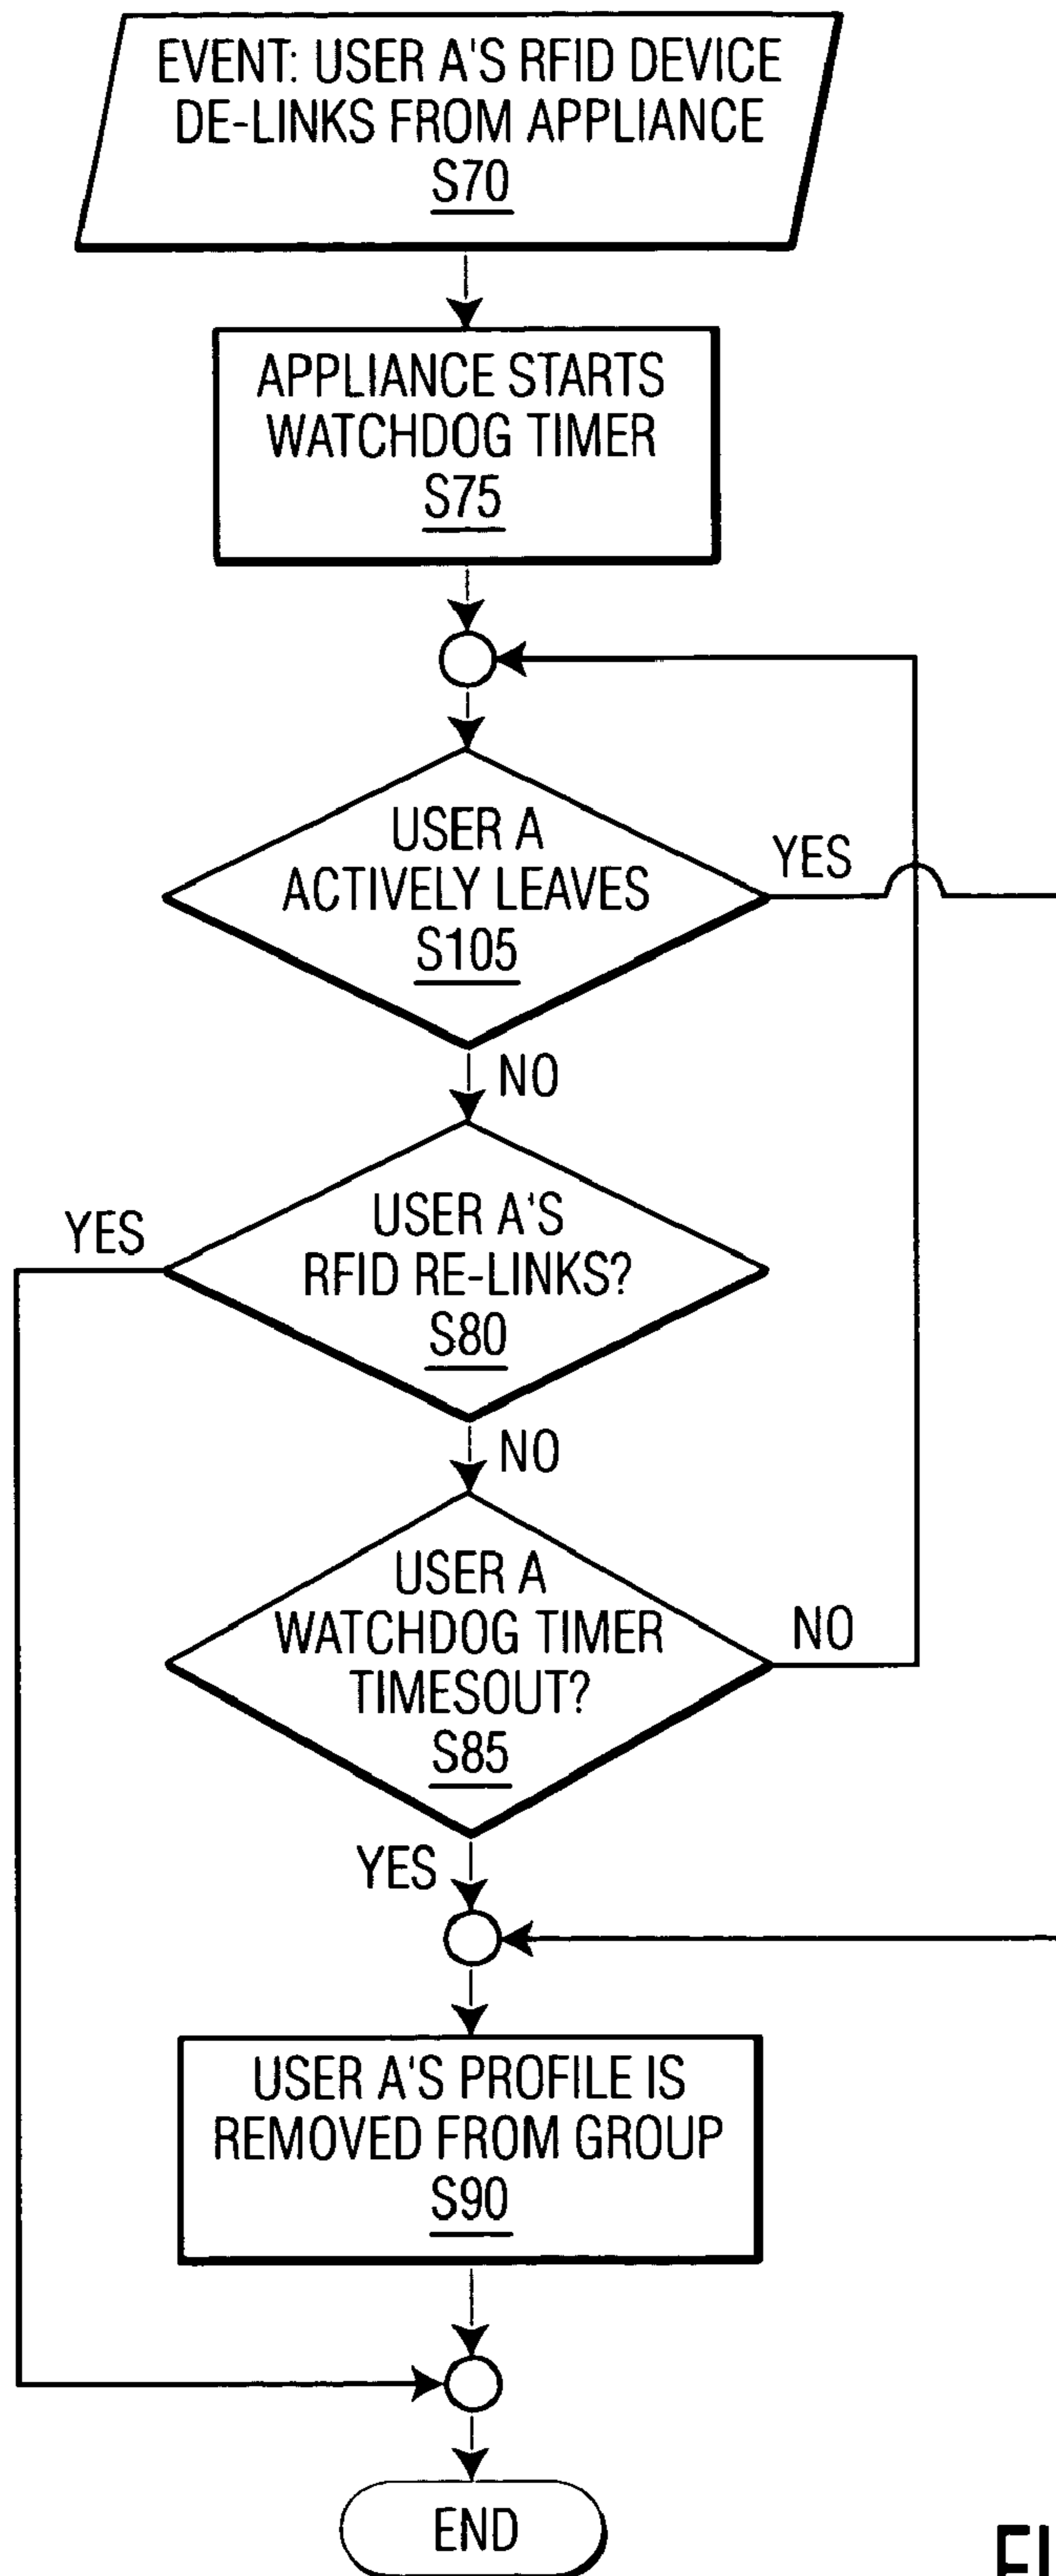 EVENT: USER A'S RFID DEVICE
DE-LINKS FROM APPLIANCE
S70
APPLIANCE STARTS
WATCHDOG TIMER
S75
USER A
ACTIVELY LEAVES
S105
YES
NO
USER A'S
RFID RE-LINKS?
S80
YES
NO
USER A
WATCHDOG TIMER
TIMESOUT?
S85
NO
YES
USER A'S PROFILE IS
REMOVED FROM GROUP
S90
END